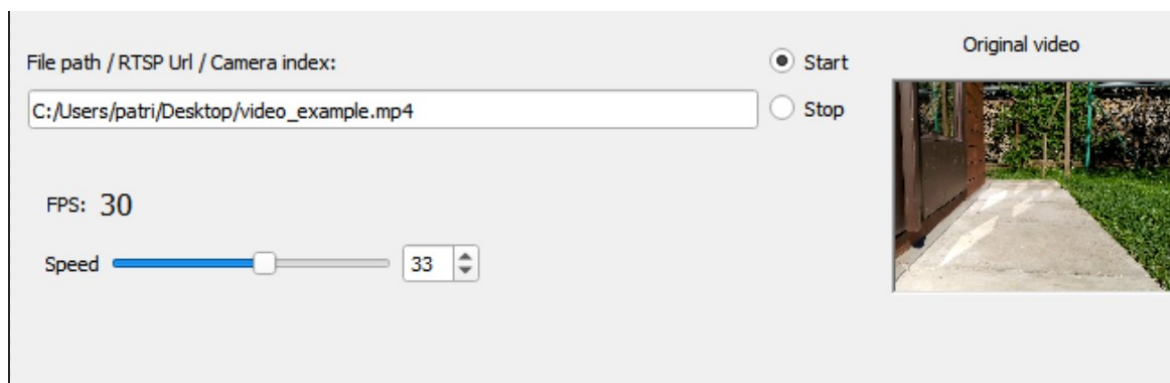 File path / RTSP Url / Camera index:
C:/Users/patri/Desktop/video_example.mp4
Start
Stop
Original video
FPS: 30
Speed 33